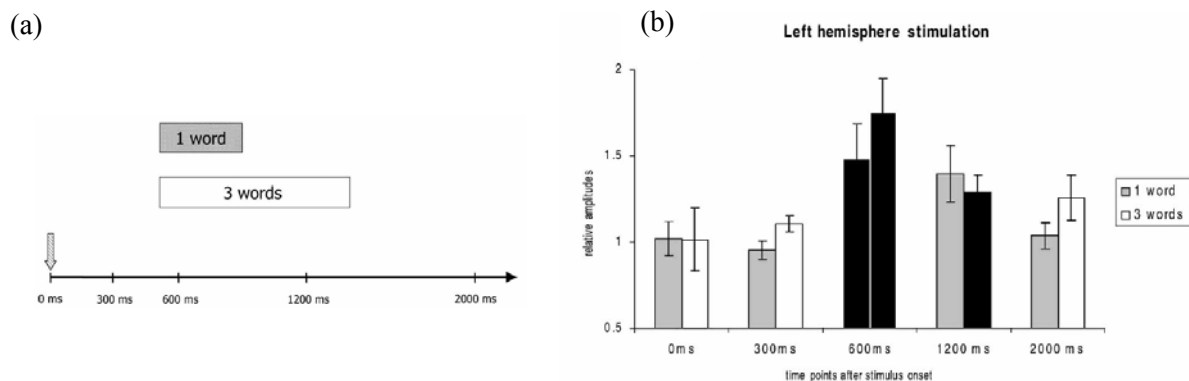 (a)
1 word
3 words
0 ms
300 ms
600 ms
1200 ms
2000 ms
(b)
Left hemisphere stimulation
relative amplitudes
2
1.5
1
0.5
0ms
300ms
600ms
1200 ms
2000 ms
time points after stimulus onset
1 word
3 words